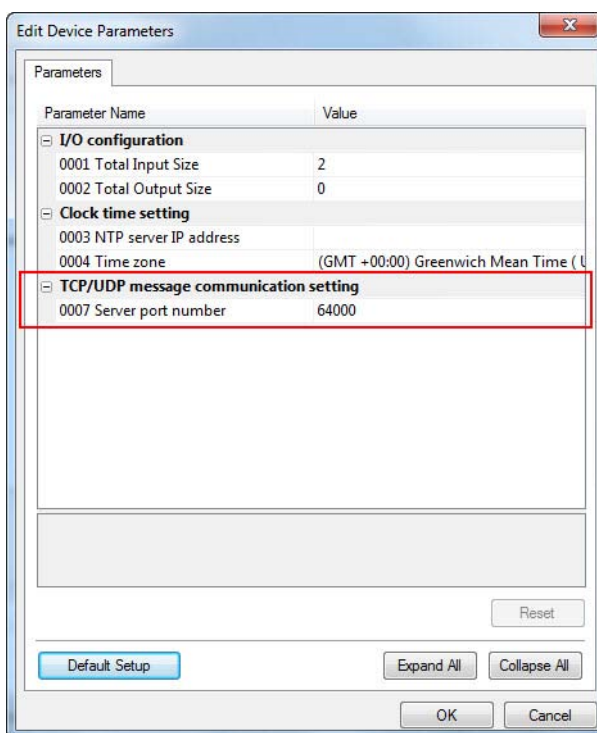 Edit Device Parameters
Parameters
Parameter Name Value
I/O configuration
0001 Total Input Size 2
0002 Total Output Size 0
Clock time setting
0003 NTP server IP address
0004 Time zone (GMT +00:00) Greenwich Mean Time (
TCP/UDP message communication setting
0007 Server port number 64000
Reset
Default Setup Expand All Collapse All
OK Cancel